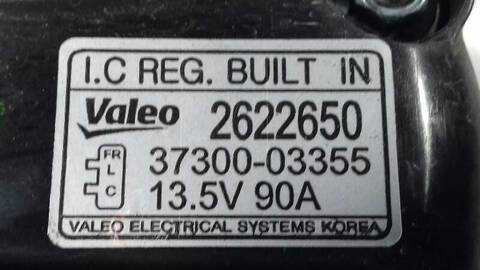 I.C REG. BUILT IN
Valeo 2622650
FR
L
C
37300-03355
13.5V 90A
VALEO ELECTRICAL SYSTEMS KOREA